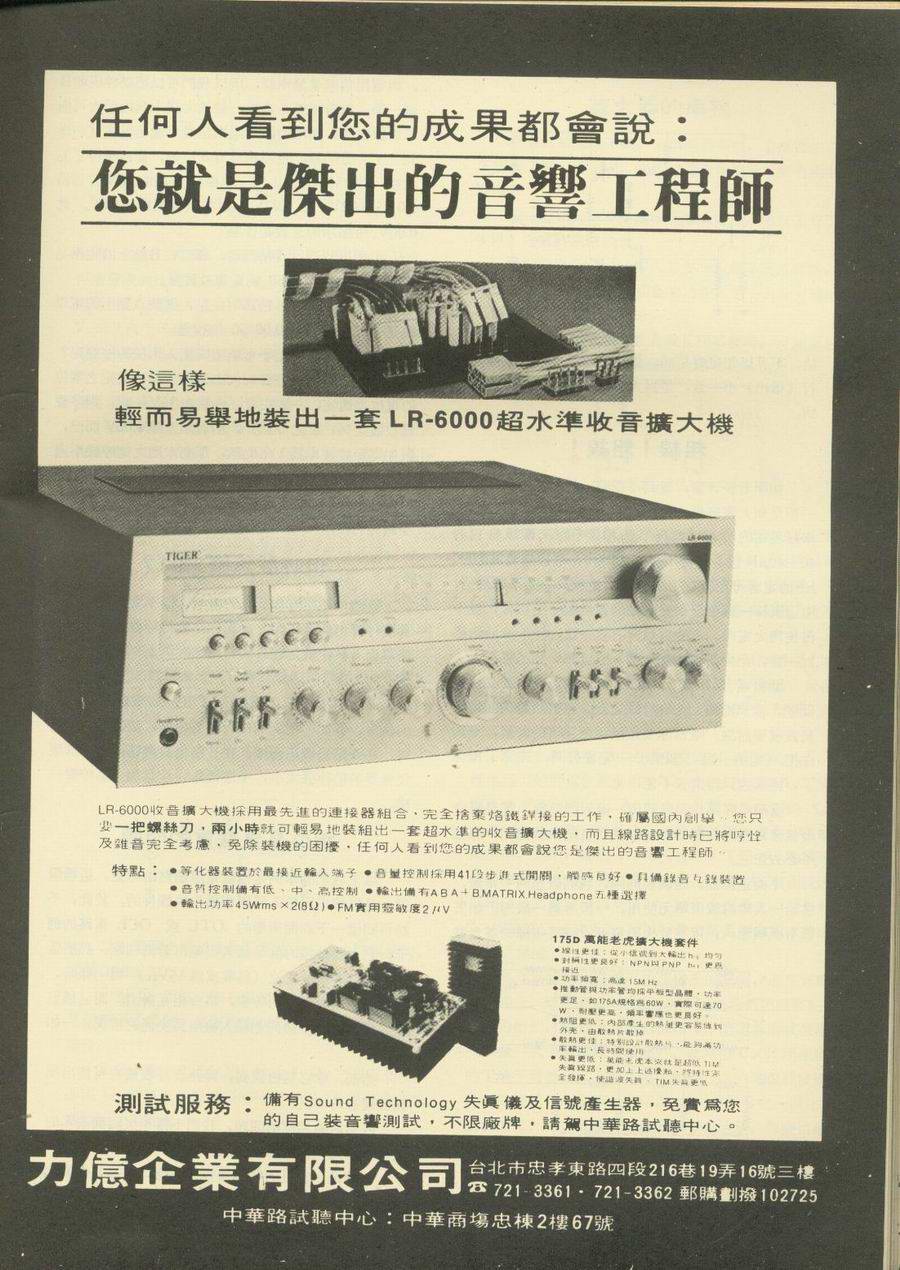 任何人看到您的成果都會說：
您就是傑出的音響工程師
像這樣——
輕而易舉地裝出一套 LR-6000超水準收音擴大機
TIGER
LR-6000
LR-6000收音擴大機採用最先進的連接器組合、完全捨棄烙鐵銲接的工作，確屬國內創舉，您只
要一把螺絲刀，兩小時就可輕易地裝組出一套超水準的收音擴大機，而且線路設計時已將哼聲
及雜音完全考慮、免除裝機的困擾，任何人看到您的成果都會說您是傑出的音響工程師
特點：●等化器裝置於最接近輸入端子 ●音量控制採用41段步進式開關，觸感良好 ●具備錄音互錄裝置
●音質控制備有低、中、高控制 ●輸出備有A B A＋B MATRIX.Headphone五種選擇
●輸出功率45Wrms ×2(8Ω) ●FM實用靈敏度2μV
175D 萬能老虎擴大機套件
●線性更佳：從小信號到大輸出 均勻
●對稱性更良好：NPN與PNP 更為
接近
●功率頻寬：高達15MHz
●推動管與功率管均採平板型晶體，功率
更足，如175A規格為60W，實際可達70
W，耐壓更高，頻率響應也更良好。
●熱阻更低：內部產生的熱量更容易傳到
外殼，由散熱片散掉
●散熱更佳：特別設計散熱片，能夠滿功
率輸出，長時間使用
●失真更低：萬能老虎本來就是超低TIM
失真線路，更加上上述優點，
全發揮，使諧波失真，TIM失真更低
測試服務：備有Sound Technology 失眞儀及信號產生器，免費爲您
的自己裝音響測試，不限廠牌，請駕中華路試聽中心。
力億企業有限公司
台北市忠孝東路四段216巷19弄16號三樓
☎ 721-3361・721-3362 郵購劃撥102725
中華路試聽中心：中華商場忠棟2樓67號